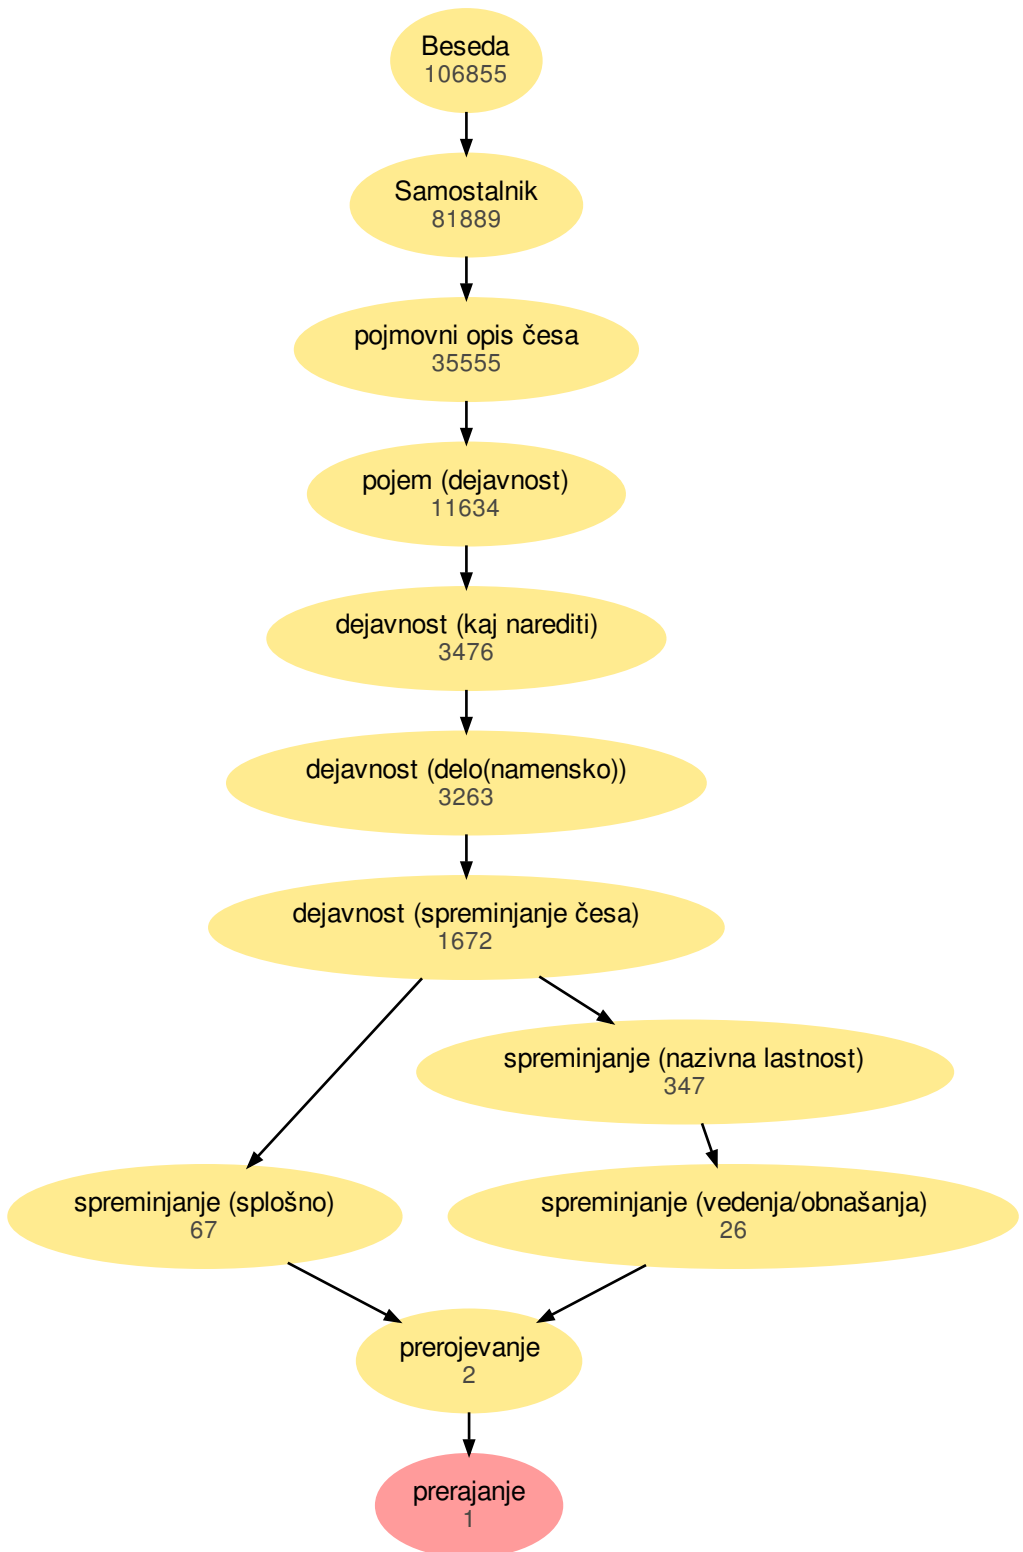 Beseda
106855
Samostalnik
81889
pojmovni opis česa
35555
pojem (dejavnost)
11634
dejavnost (kaj narediti)
3476
dejavnost (delo(namensko))
3263
dejavnost (spreminjanje česa)
1672
spreminjanje (nazivna lastnost)
347
spreminjanje (splošno)
67
spreminjanje (vedenja/obnašanja)
26
prerojevanje
2
prerajanje
1